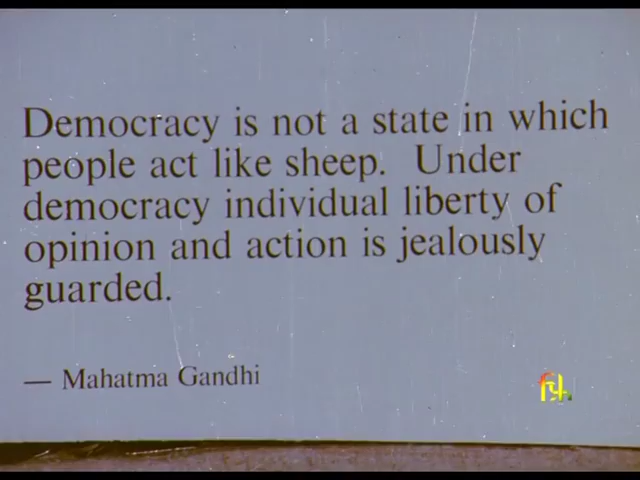 Democracy is not a state in which
people act like sheep.  Under
democracy individual liberty of
opinion and action is jealously
guarded.
— Mahatma Gandhi